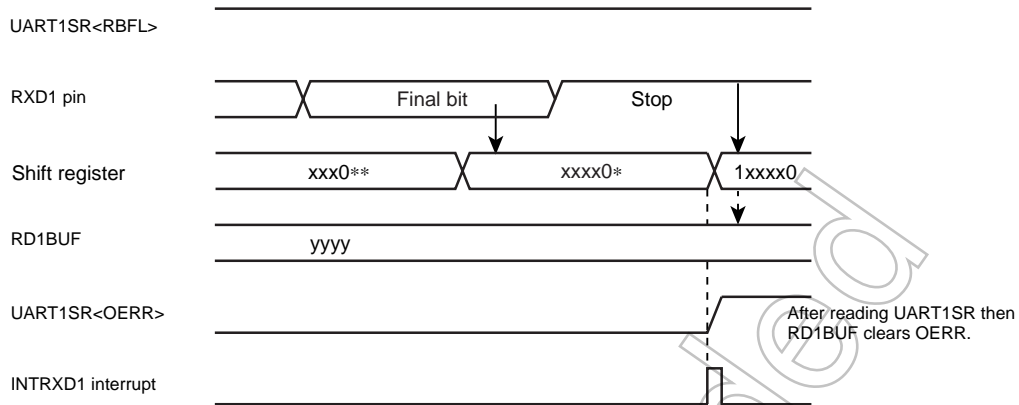 UART1SR<RBFL>
RXD1 pin
Final bit
Stop
Shift register
xxx0**
xxxx0*
1xxxx0
RD1BUF
yyyy
UART1SR<OERR>
After reading UART1SR then
RD1BUF clears OERR.
INTRXD1 interrupt